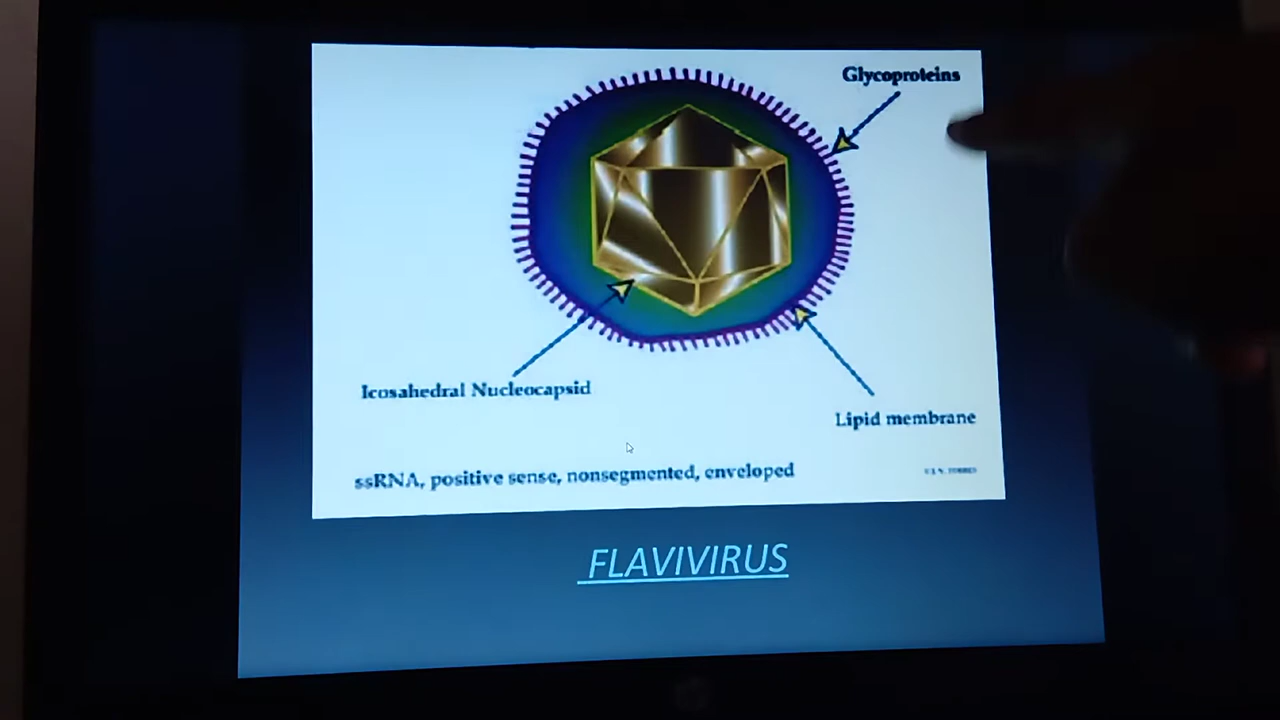 Glycoproteins
Icosahedral Nucleocapsid
Lipid membrane
ssRNA, positive sense, nonsegmented, enveloped
FLAVIVIRUS